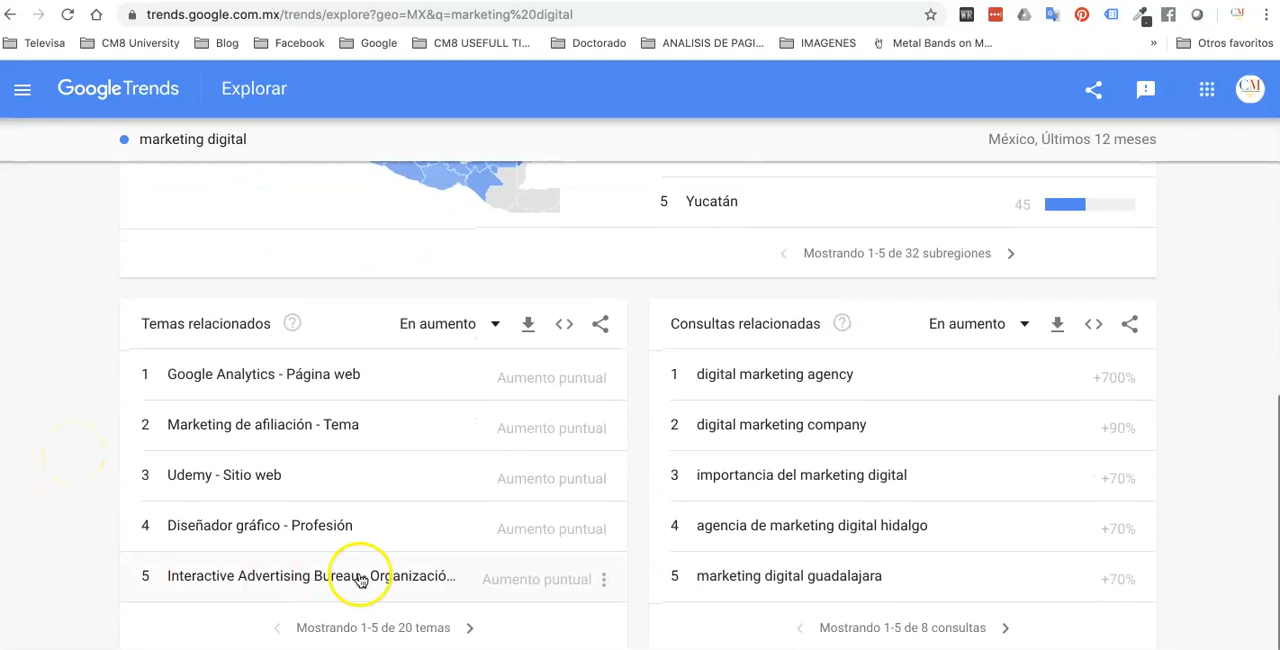 trends.google.com.mx/trends/explore?geo=MX&q=marketing%20digital
Televisa CM8 University Blog Facebook Google CM8 USEFULL TI... Doctorado ANALISIS DE PAGI... IMAGENES Metal Bands on M... » Otros favoritos
Google Trends Explorar
CM
marketing digital México, Últimos 12 meses
5 Yucatán 45
Mostrando 1-5 de 32 subregiones
Temas relacionados ? En aumento
1 Google Analytics - Página web Aumento puntual
2 Marketing de afiliación - Tema Aumento puntual
3 Udemy - Sitio web Aumento puntual
4 Diseñador gráfico - Profesión Aumento puntual
5 Interactive Advertising Bureau - Organizació... Aumento puntual
Mostrando 1-5 de 20 temas
Consultas relacionadas ? En aumento
1 digital marketing agency +700%
2 digital marketing company +90%
3 importancia del marketing digital +70%
4 agencia de marketing digital hidalgo +70%
5 marketing digital guadalajara +70%
Mostrando 1-5 de 8 consultas